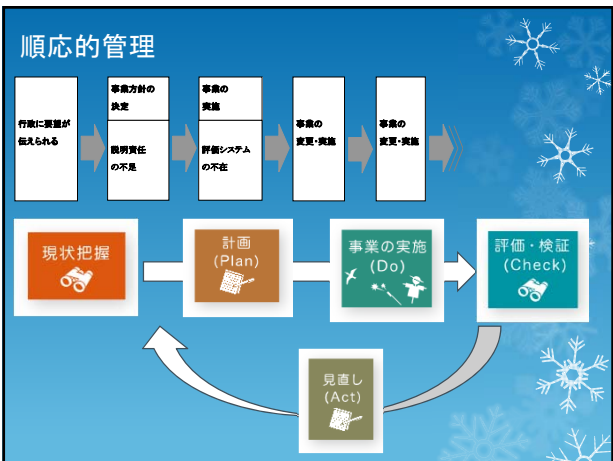 順応的管理
行政に要望が
伝えられる
事業方針の
決定
説明責任
の不足
事業の
実施
評価システム
の不在
事業の
変更・実施
事業の
変更・実施
現状把握
計画
(Plan)
事業の実施
(Do)
評価・検証
(Check)
見直し
(Act)